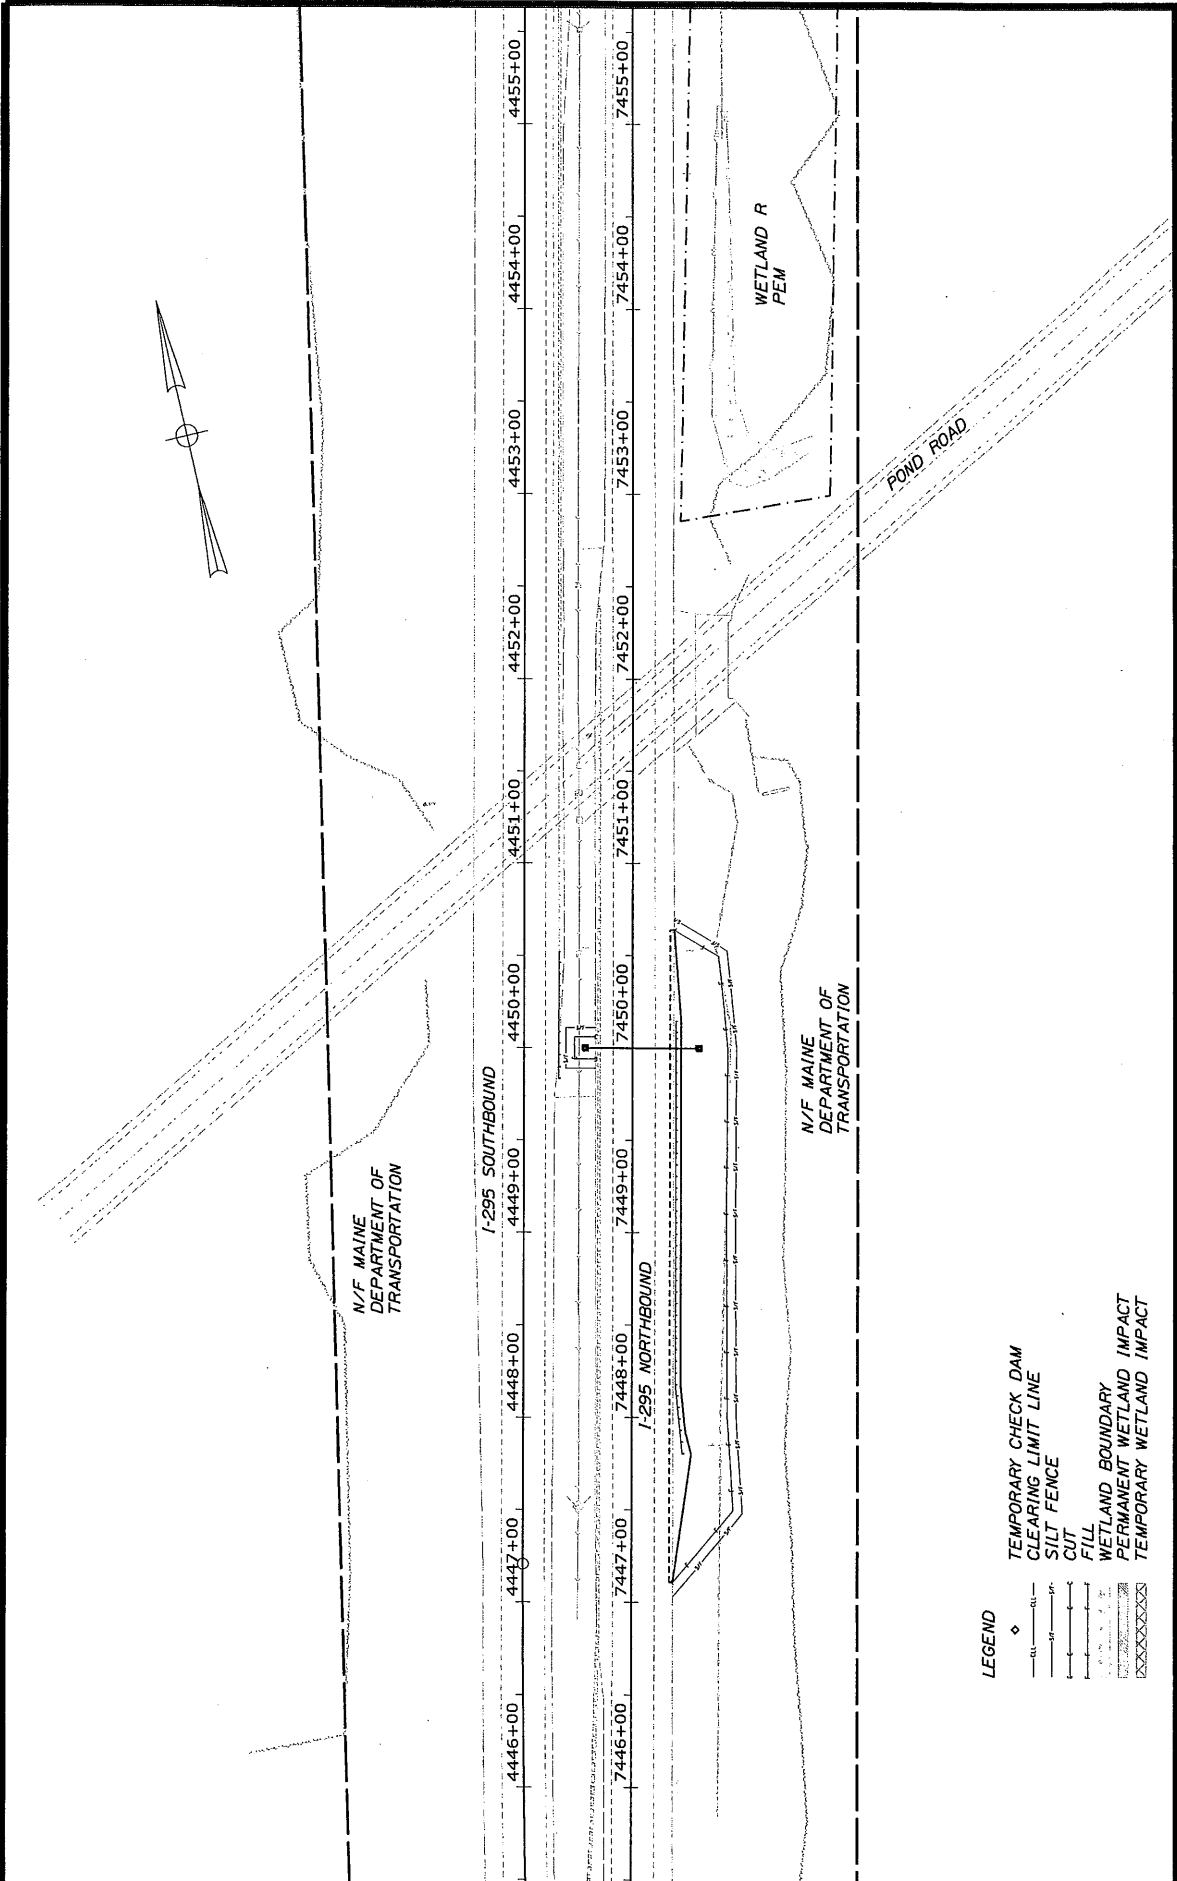 4455+00
7455+00
4454+00
7454+00
WETLAND R
PEM
4453+00
7453+00
POND ROAD
4452+00
7452+00
4451+00
7451+00
4450+00
7450+00
N/F MAINE
DEPARTMENT OF
TRANSPORTATION
I-295 SOUTHBOUND
4449+00
7449+00
N/F MAINE
DEPARTMENT OF
TRANSPORTATION
I-295 NORTHBOUND
4448+00
7448+00
4447+00
7447+00
4446+00
7446+00
LEGEND
TEMPORARY CHECK DAM
CLL CLL CLEARING LIMIT LINE
SILT FENCE
CUT
FILL
WETLAND BOUNDARY
PERMANENT WETLAND IMPACT
TEMPORARY WETLAND IMPACT